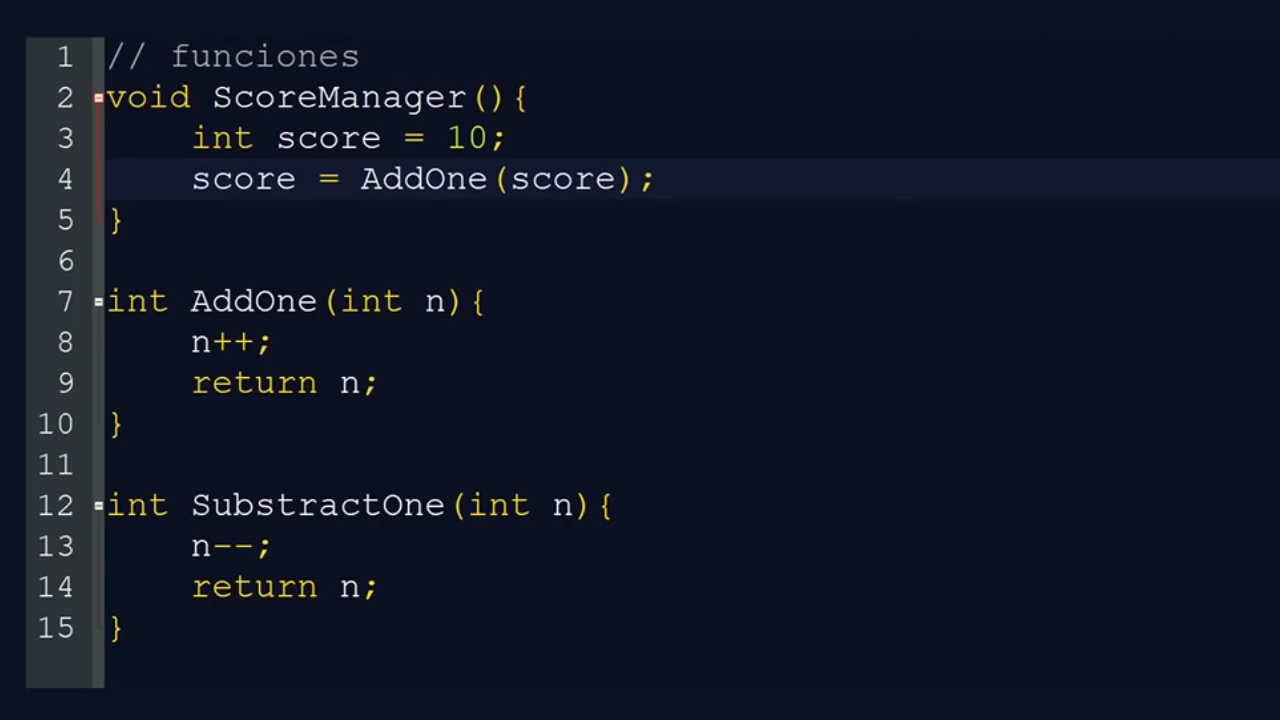 1 // funciones
2 void ScoreManager(){
3     int score = 10;
4     score = AddOne(score);
5 }
6
7 int AddOne(int n){
8     n++;
9     return n;
10 }
11
12 int SubstractOne(int n){
13     n--;
14     return n;
15 }